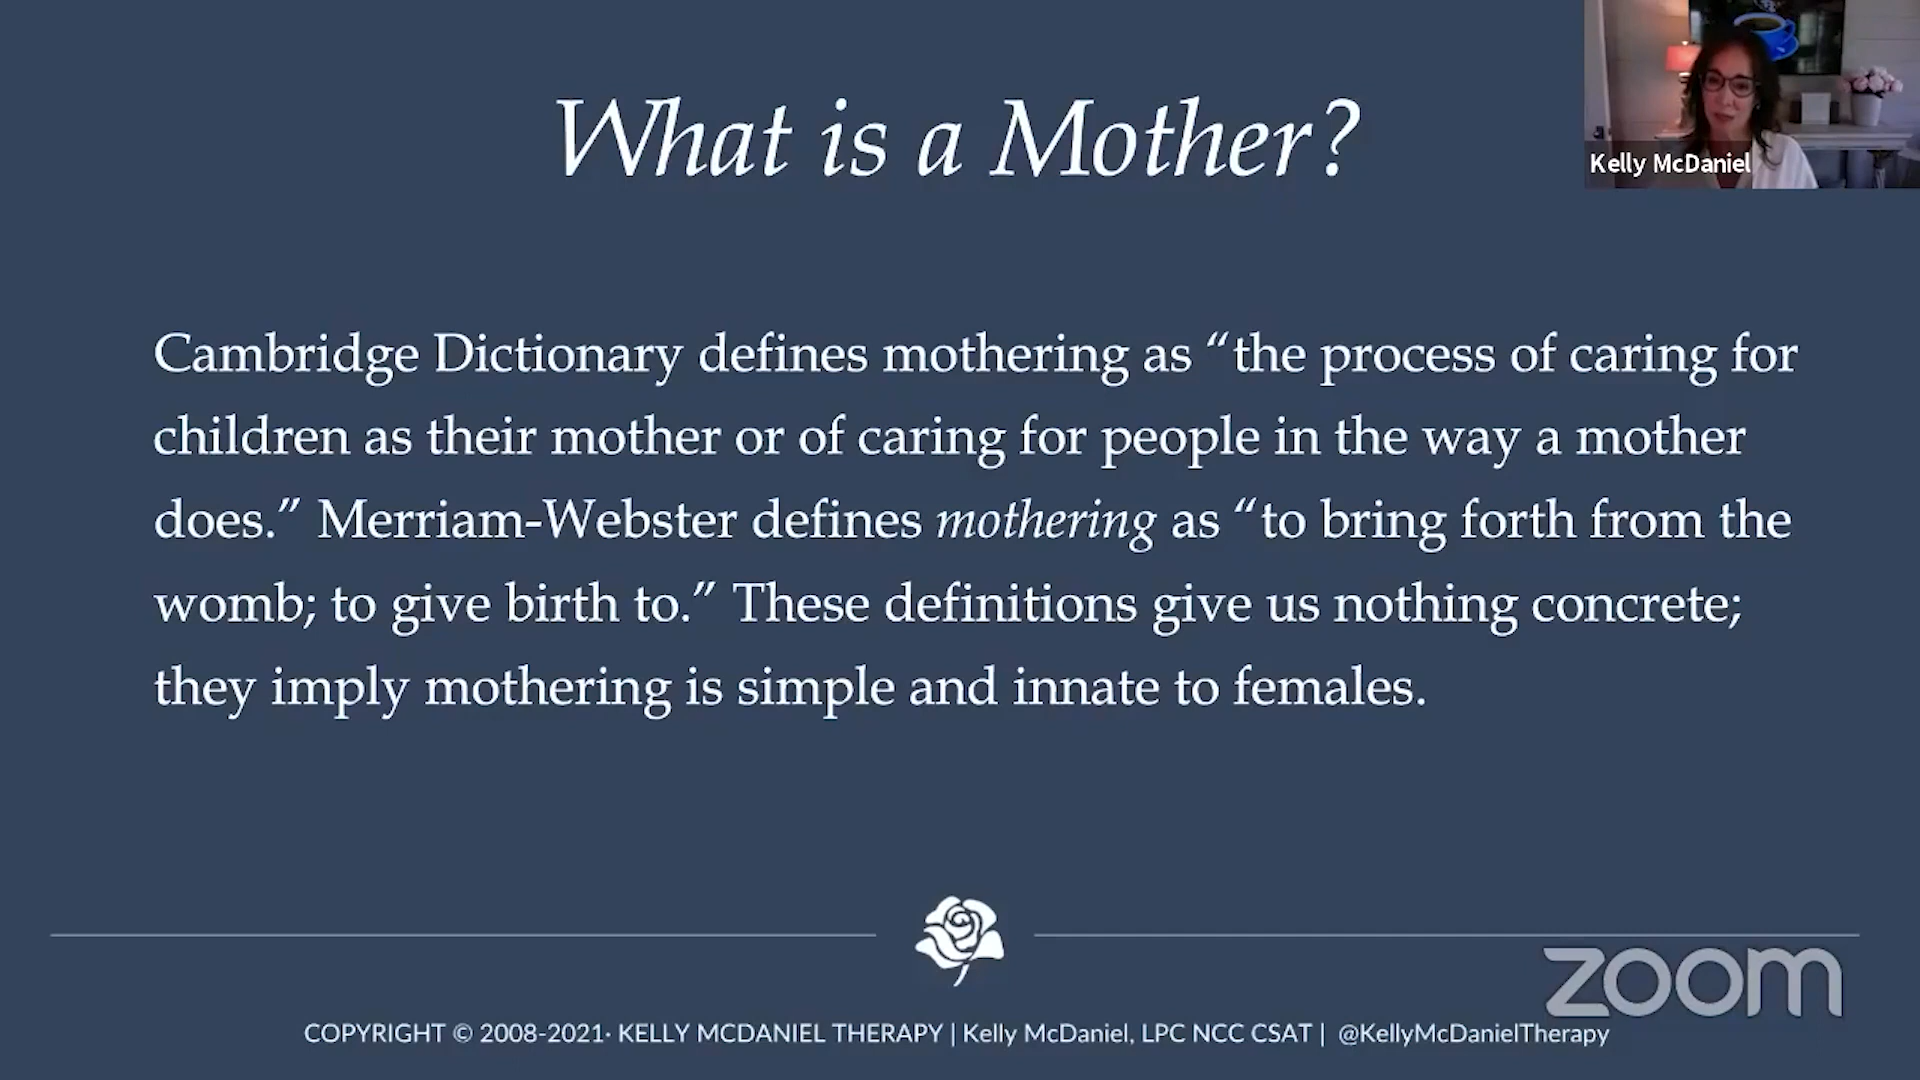 What is a Mother?
Kelly McDaniel
Cambridge Dictionary defines mothering as “the process of caring for
children as their mother or of caring for people in the way a mother
does.” Merriam-Webster defines mothering as “to bring forth from the
womb; to give birth to.” These definitions give us nothing concrete;
they imply mothering is simple and innate to females.
zoom
COPYRIGHT © 2008-2021· KELLY MCDANIEL THERAPY | Kelly McDaniel, LPC NCC CSAT | @KellyMcDanielTherapy